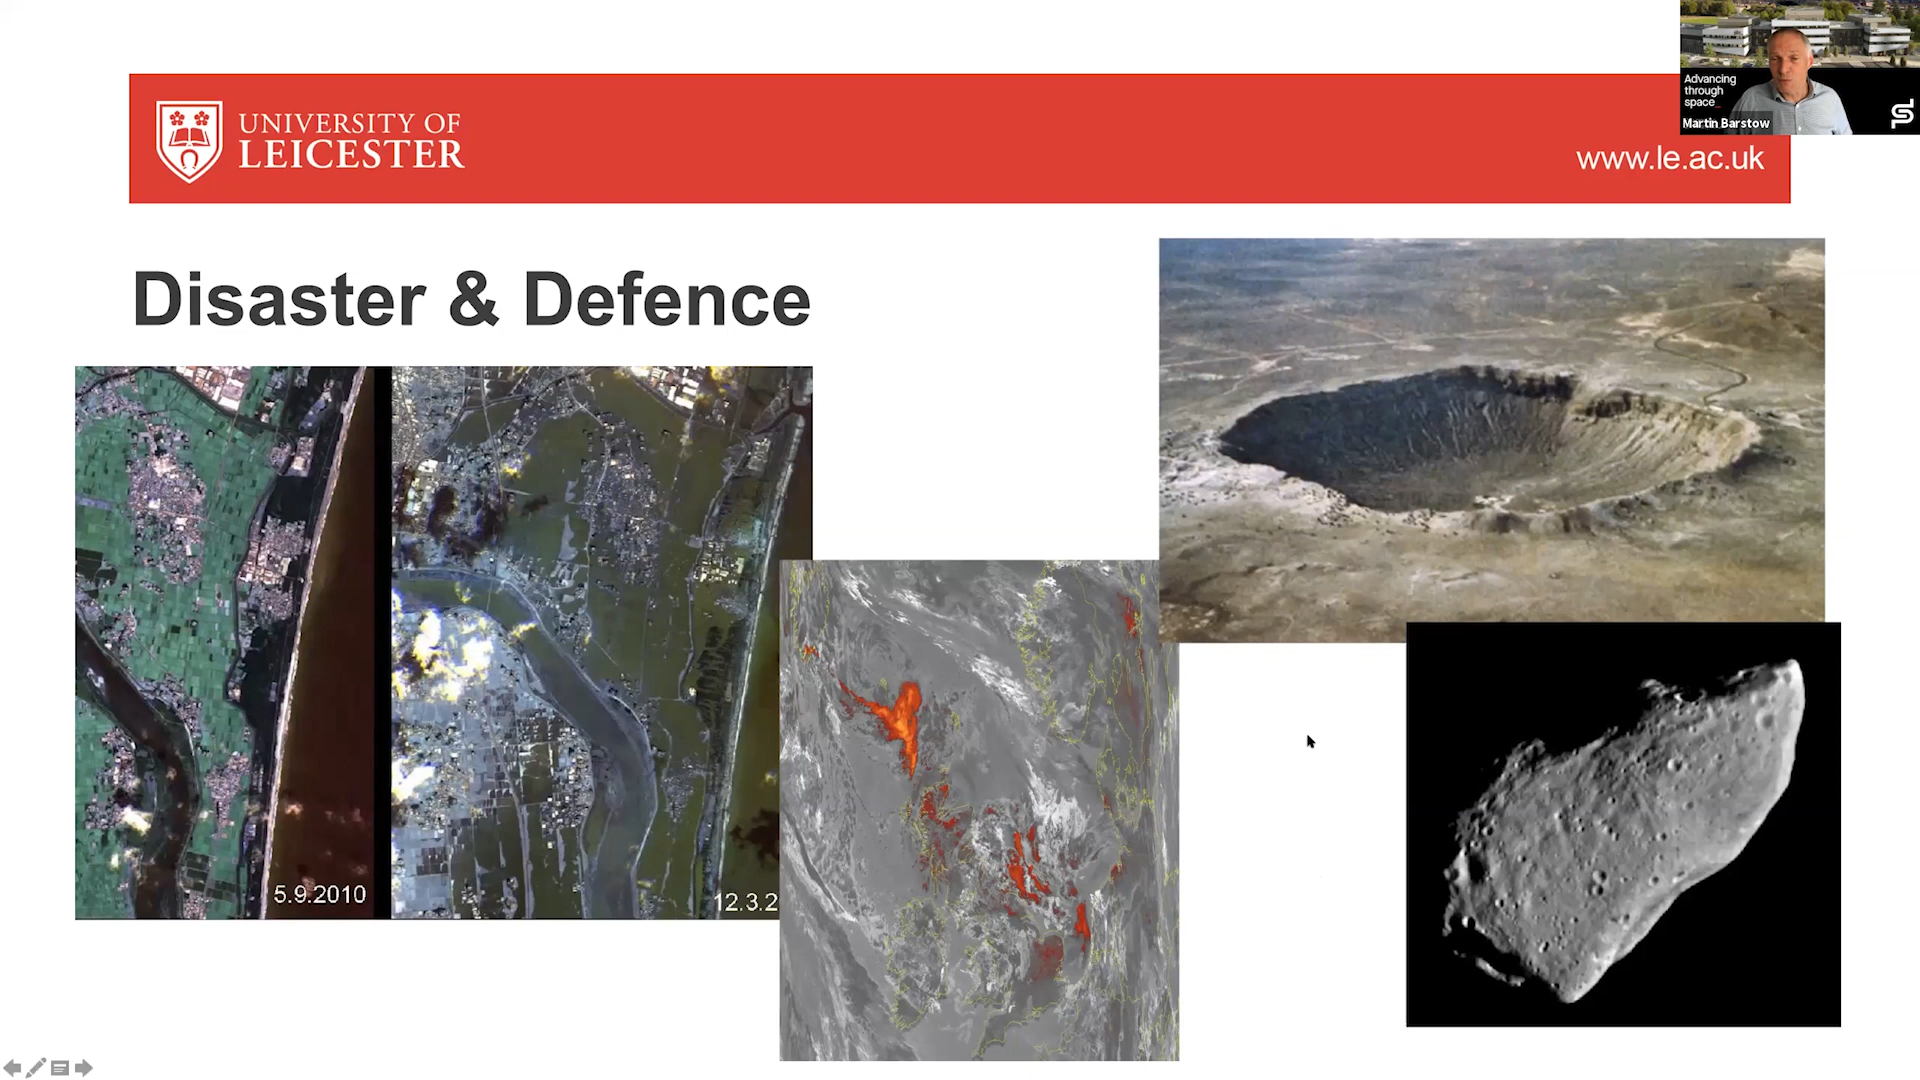 Advancing
through
space_
Martin Barstow
UNIVERSITY OF
LEICESTER
www.le.ac.uk
Disaster & Defence
5.9.2010
12.3.2